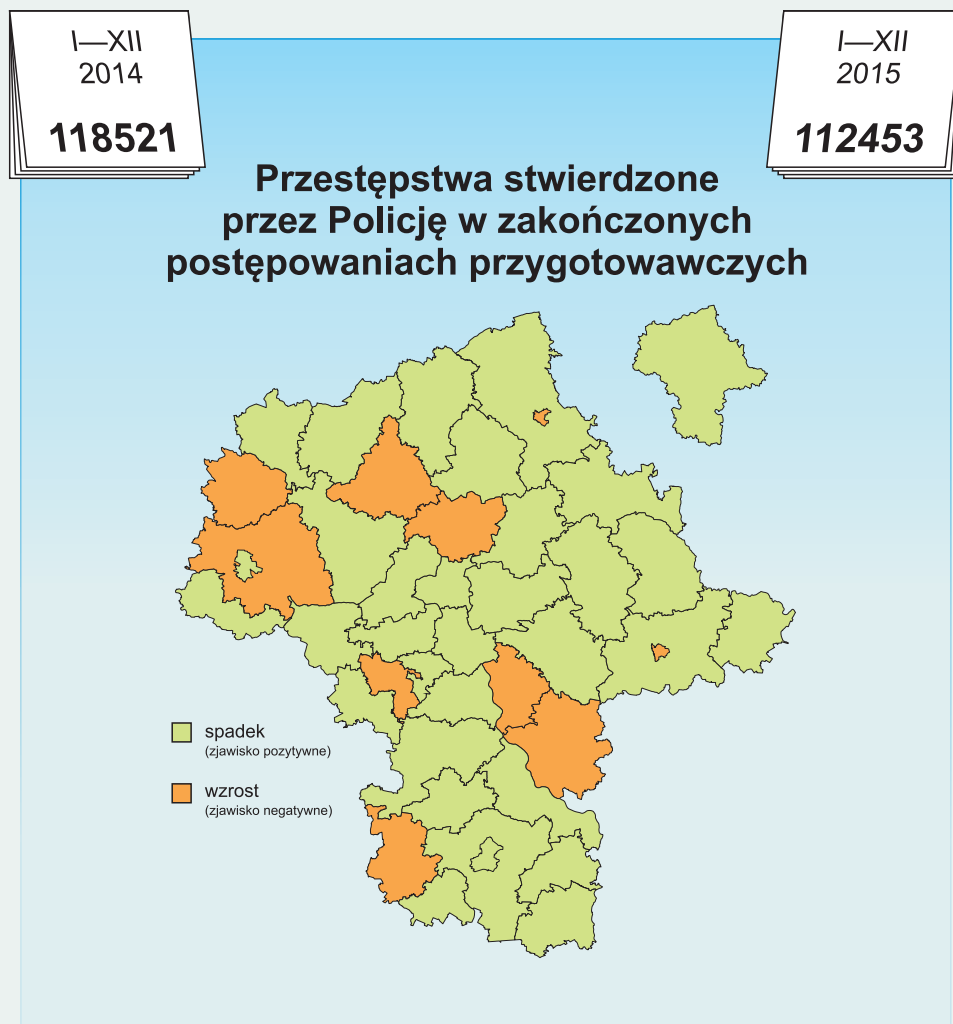 I—XII
2014
118521
I—XII
2015
112453
Przestępstwa stwierdzone
przez Policję w zakończonych
postępowaniach przygotowawczych
spadek
(zjawisko pozytywne)
wzrost
(zjawisko negatywne)